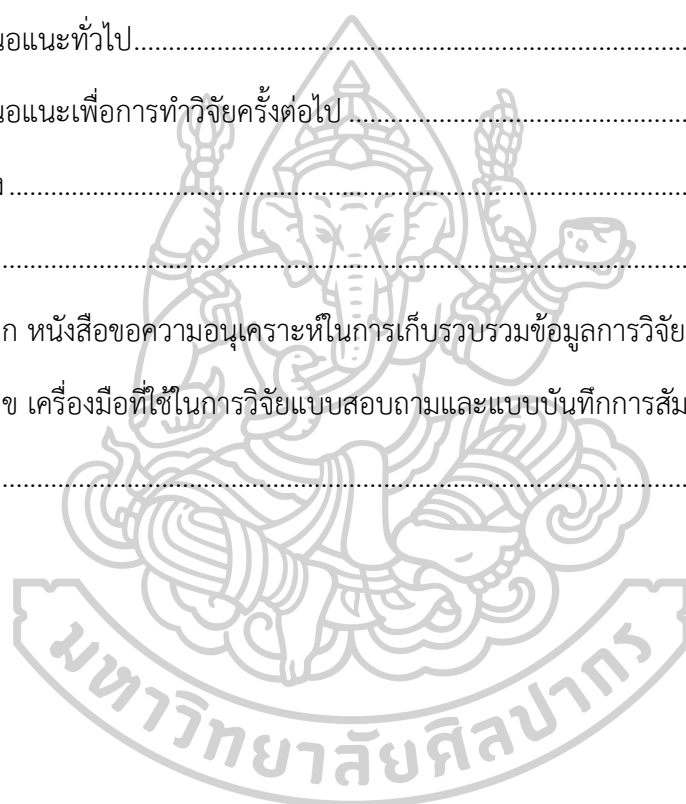 นอแนะทั่วไป
นอแนะเพื่อการทำวิจัยครั้งต่อไป
ง
ก หนังสือขอความอนุเคราะห์ในการเก็บรวบรวมข้อมูลการวิจัย
ข เครื่องมือที่ใช้ในการวิจัยแบบสอบถามและแบบบันทึกการสัม
มหาวิทยาลัยศิลปากร